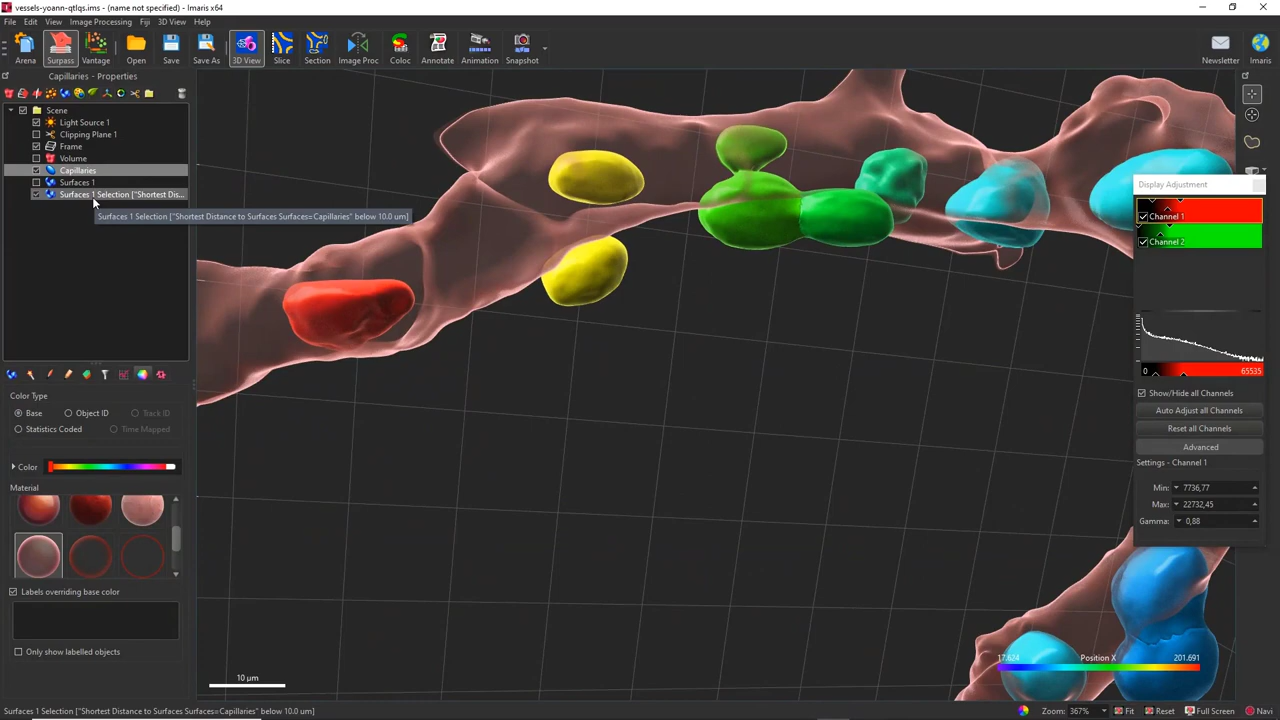 vessels-yoann-qtlqs.ims - (name not specified) - Imaris x64
File Edit View Image Processing Fiji 3D View Help
Arena Surpass Vantage Open Save Save As 3D View Slice Section Image Proc Coloc Annotate Animation Snapshot Newsletter Imaris
Capillaries - Properties
Scene
Light Source 1
Clipping Plane 1
Frame
Volume
Capillaries
Surfaces 1
Surfaces 1 Selection ["Shortest Dis...
Surfaces 1 Selection ["Shortest Distance to Surfaces Surfaces=Capillaries" below 10.0 um]
Color Type
Base Object ID Track ID
Statistics Coded Time Mapped
Color
Material
Labels overriding base color
Only show labelled objects
Display Adjustment
Channel 1
Channel 2
0 65535
Show/Hide all Channels
Auto Adjust all Channels
Reset all Channels
Advanced
Settings - Channel 1
Min: 7736,77
Max: 22732,45
Gamma: 0,88
17.624 Position X 201.691
10 µm
Surfaces 1 Selection ["Shortest Distance to Surfaces Surfaces=Capillaries" below 10.0 um]
Zoom: 367% Fit Reset Full Screen Navi